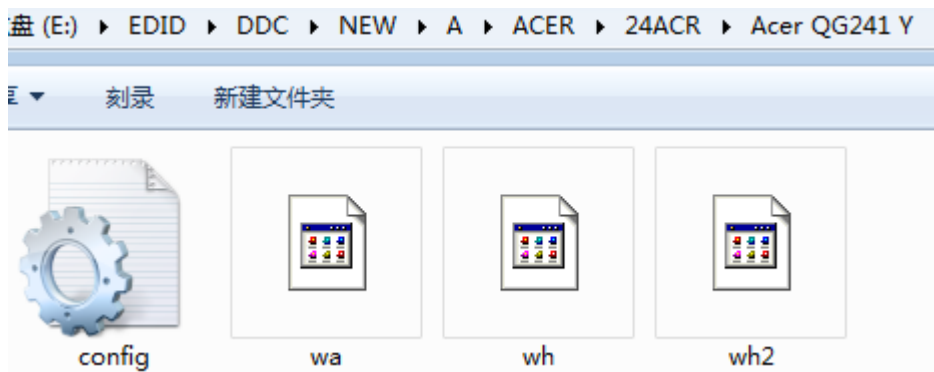 盘 (E:) ▸ EDID ▸ DDC ▸ NEW ▸ A ▸ ACER ▸ 24ACR ▸ Acer QG241 Y
刻录 新建文件夹
config wa wh wh2